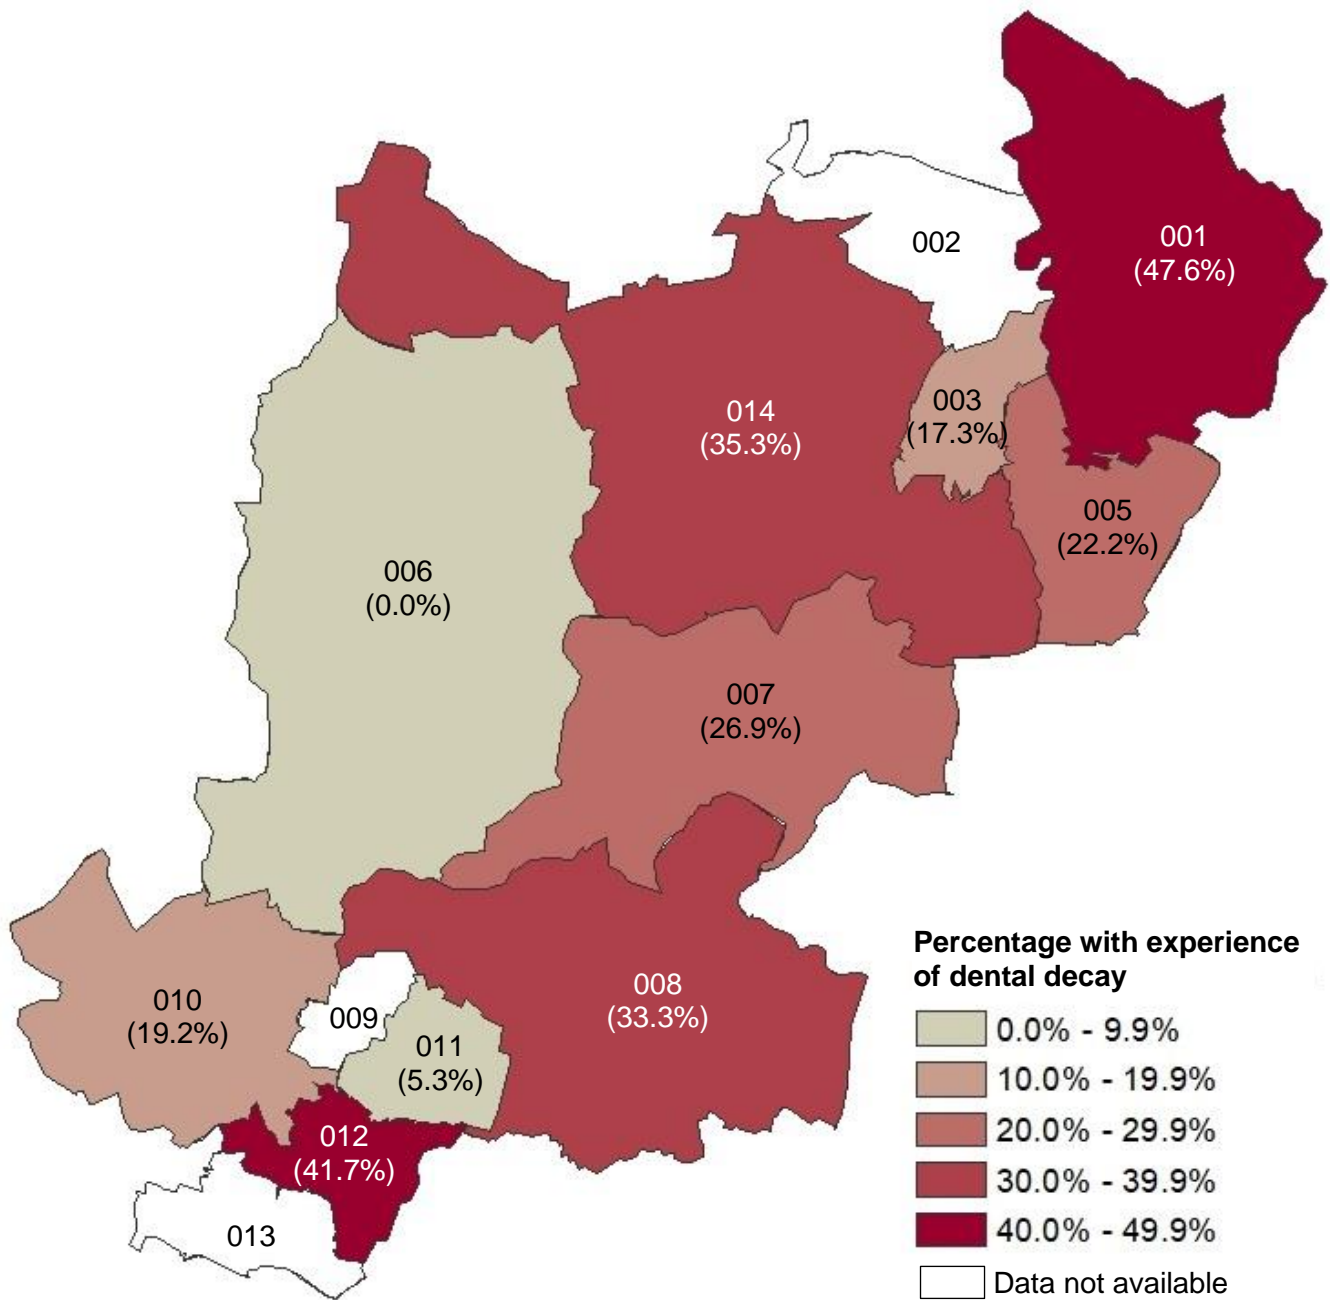 002
001
(47.6%)
003
(17.3%)
014
(35.3%)
005
(22.2%)
006
(0.0%)
007
(26.9%)
008
(33.3%)
010
(19.2%)
009
011
(5.3%)
012
(41.7%)
013
Percentage with experience
of dental decay
0.0% - 9.9%
10.0% - 19.9%
20.0% - 29.9%
30.0% - 39.9%
40.0% - 49.9%
Data not available